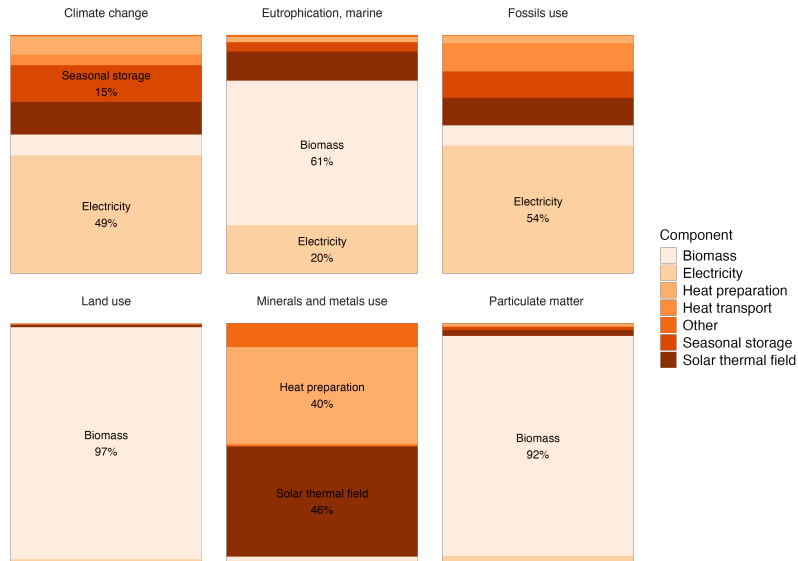 Climate change
Eutrophication, marine
Fossils use
Seasonal storage
15%
Electricity
49%
Biomass
61%
Electricity
20%
Electricity
54%
Land use
Minerals and metals use
Particulate matter
Biomass
97%
Heat preparation
40%
Solar thermal field
46%
Biomass
92%
Component
Biomass
Electricity
Heat preparation
Heat transport
Other
Seasonal storage
Solar thermal field